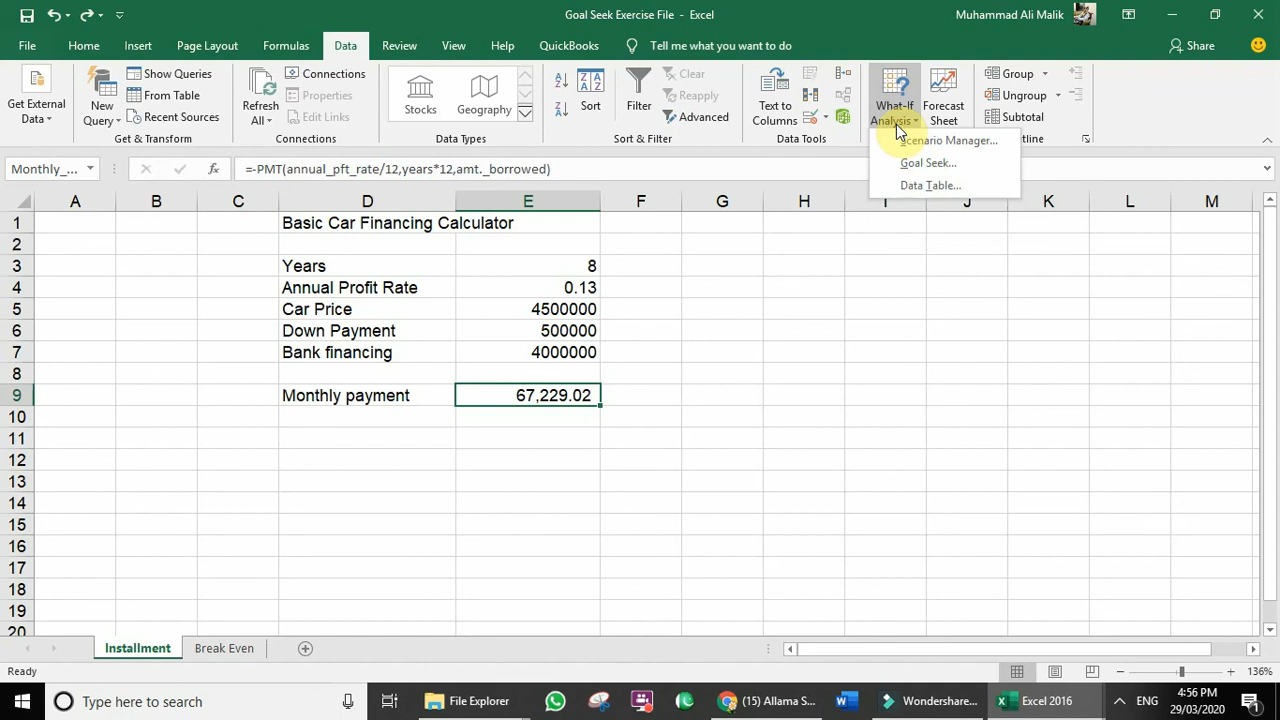 Goal Seek Exercise File - Excel
Muhammad Ali Malik
File Home Insert Page Layout Formulas Data Review View Help QuickBooks Tell me what you want to do Share
Get External Data
New Query
Show Queries
From Table
Recent Sources
Get & Transform
Refresh All
Connections
Properties
Edit Links
Connections
Stocks
Geography
Data Types
Sort
Filter
Clear
Reapply
Advanced
Sort & Filter
Text to Columns
Data Tools
What-If Analysis
Forecast Sheet
Group
Ungroup
Subtotal
Scenario Manager...
Goal Seek...
Data Table...
Monthly_... fx =-PMT(annual_pft_rate/12,years*12,amt._borrowed)
A B C D E F G H J K L M
1 Basic Car Financing Calculator
2
3 Years 8
4 Annual Profit Rate 0.13
5 Car Price 4500000
6 Down Payment 500000
7 Bank financing 4000000
8
9 Monthly payment 67,229.02
10
11
12
13
14
15
16
17
18
19
20
Installment Break Even
Ready 136%
Type here to search File Explorer (15) Allama S... Wondershare... Excel 2016 ENG 4:56 PM
29/03/2020